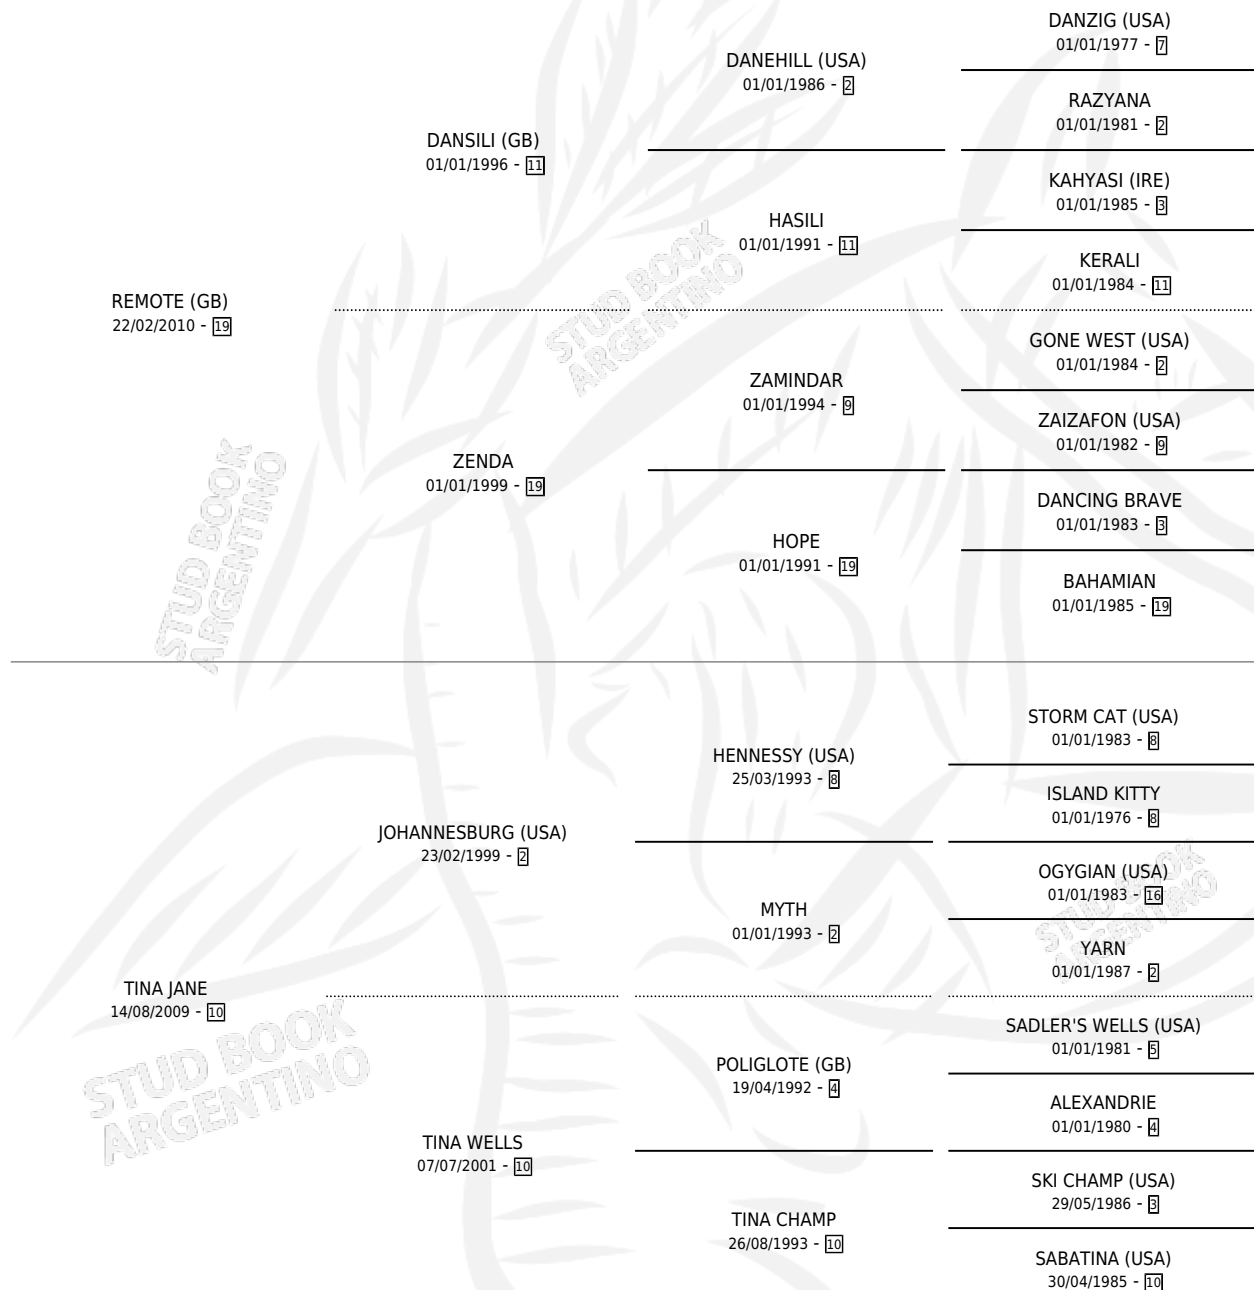 DANZIG (USA)
01/01/1977 - 7
DANEHILL (USA)
01/01/1986 - 2
RAZYANA
01/01/1981 - 2
DANSILI (GB)
01/01/1996 - 11
KAHYASI (IRE)
01/01/1985 - 3
HASILI
01/01/1991 - 11
KERALI
01/01/1984 - 11
REMOTE (GB)
22/02/2010 - 19
GONE WEST (USA)
01/01/1984 - 2
ZAMINDAR
01/01/1994 - 9
ZAIZAFON (USA)
01/01/1982 - 9
ZENDA
01/01/1999 - 19
DANCING BRAVE
01/01/1983 - 3
HOPE
01/01/1991 - 19
BAHAMIAN
01/01/1985 - 19
STORM CAT (USA)
01/01/1983 - 8
HENNESSY (USA)
25/03/1993 - 8
ISLAND KITTY
01/01/1976 - 8
JOHANNESBURG (USA)
23/02/1999 - 2
OGYGIAN (USA)
01/01/1983 - 16
MYTH
01/01/1993 - 2
YARN
01/01/1987 - 2
TINA JANE
14/08/2009 - 10
SADLER'S WELLS (USA)
01/01/1981 - 5
POLIGLOTE (GB)
19/04/1992 - 4
ALEXANDRIE
01/01/1980 - 4
TINA WELLS
07/07/2001 - 10
SKI CHAMP (USA)
29/05/1986 - 3
TINA CHAMP
26/08/1993 - 10
SABATINA (USA)
30/04/1985 - 10
STUD BOOK
ARGENTINO
STUD BOOK
ARGENTINO
STUD BOOK
ARGENTINO
STUD BOOK
ARGENTINO